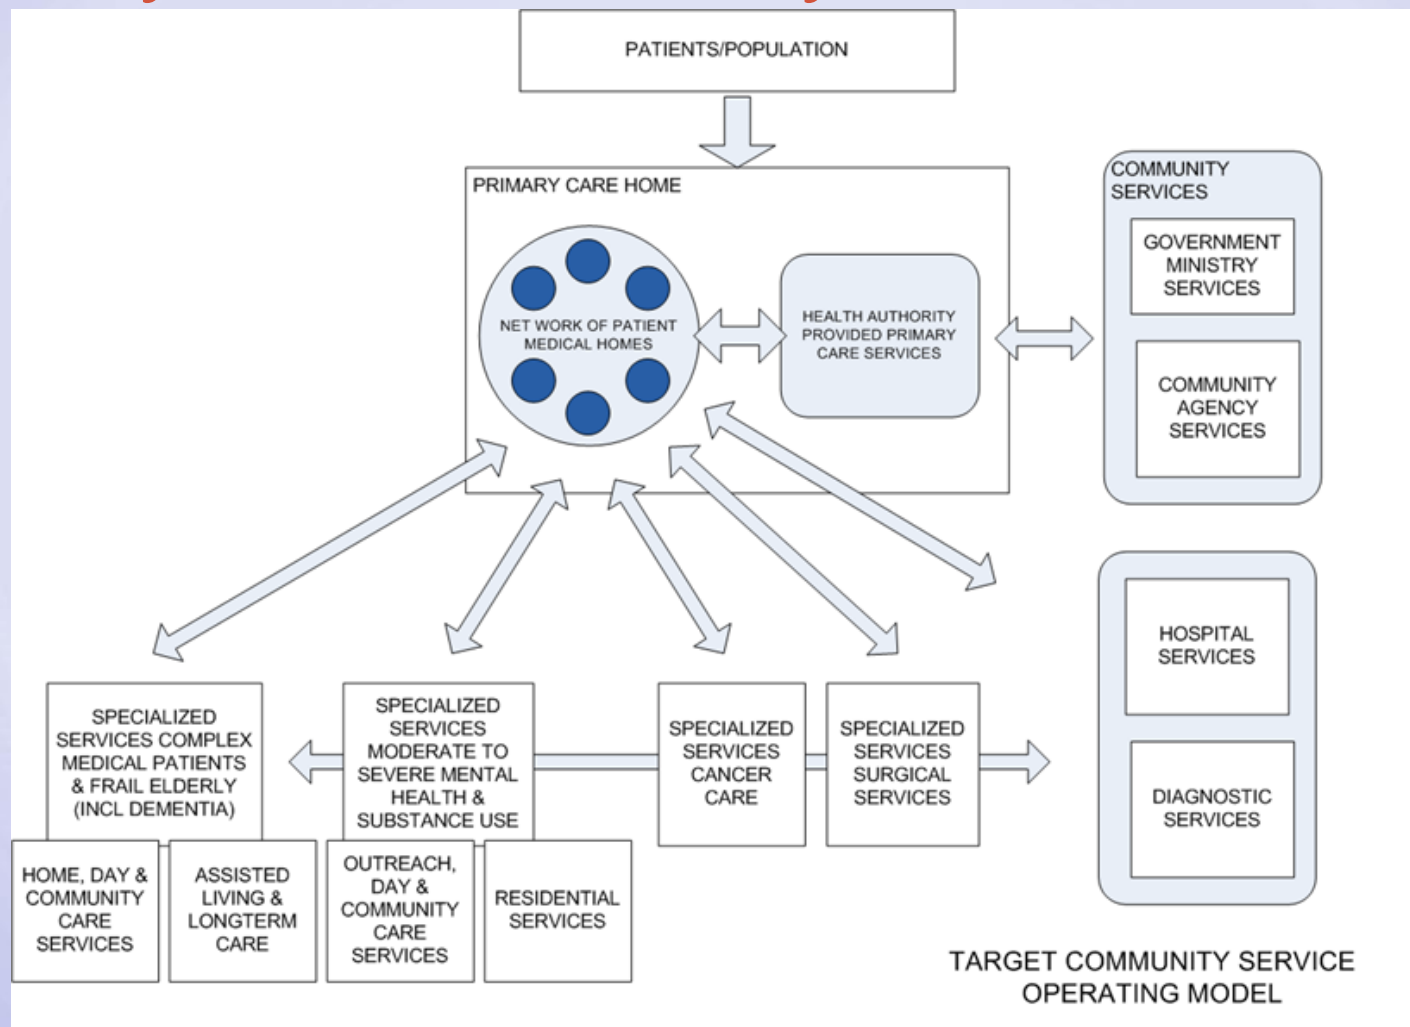 PATIENTS/POPULATION
PRIMARY CARE HOME
NET WORK OF PATIENT
MEDICAL HOMES
HEALTH AUTHORITY
PROVIDED PRIMARY
CARE SERVICES
COMMUNITY
SERVICES
GOVERNMENT
MINISTRY
SERVICES
COMMUNITY
AGENCY
SERVICES
SPECIALIZED
SERVICES COMPLEX
MEDICAL PATIENTS
& FRAIL ELDERLY
(INCL DEMENTIA)
HOME, DAY &
COMMUNITY
CARE
SERVICES
ASSISTED
LIVING &
LONGTERM
CARE
SPECIALIZED
SERVICES
MODERATE TO
SEVERE MENTAL
HEALTH &
SUBSTANCE USE
OUTREACH,
DAY &
COMMUNITY
CARE
SERVICES
RESIDENTIAL
SERVICES
SPECIALIZED
SERVICES
CANCER
CARE
SPECIALIZED
SERVICES
SURGICAL
SERVICES
HOSPITAL
SERVICES
DIAGNOSTIC
SERVICES
TARGET COMMUNITY SERVICE
OPERATING MODEL